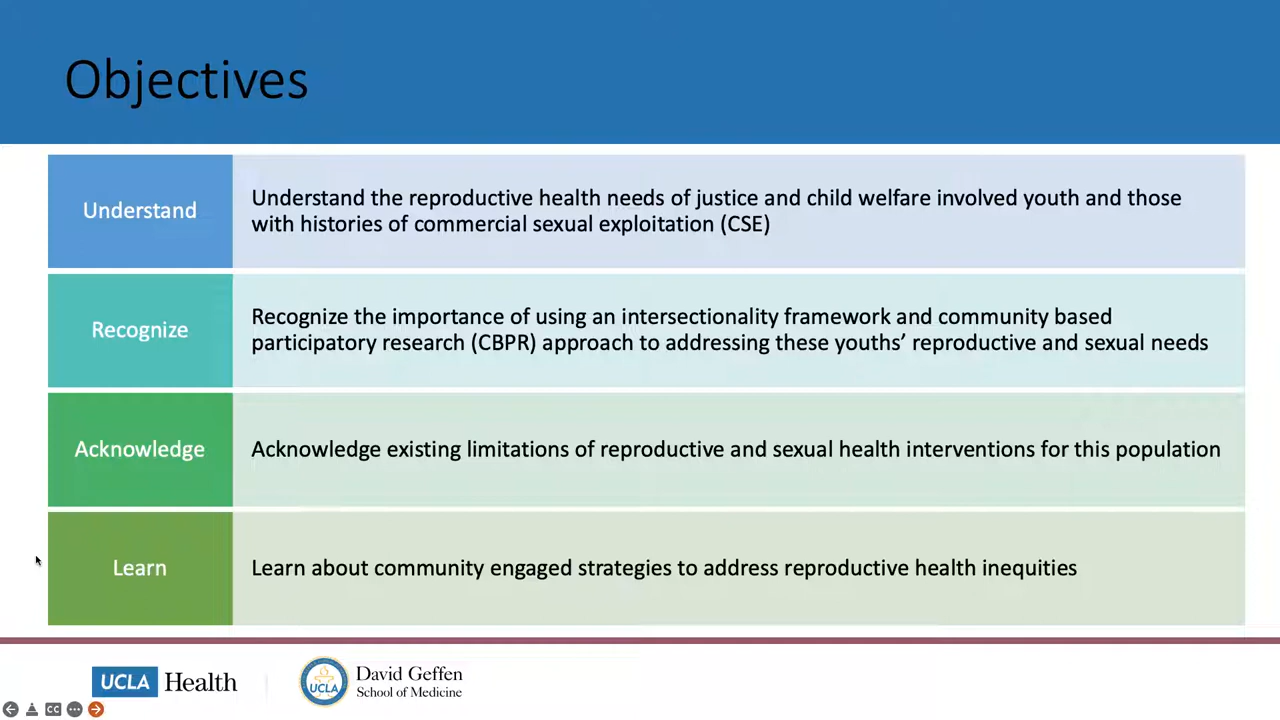 Objectives
Understand
Understand the reproductive health needs of justice and child welfare involved youth and those
with histories of commercial sexual exploitation (CSE)
Recognize
Recognize the importance of using an intersectionality framework and community based
participatory research (CBPR) approach to addressing these youths’ reproductive and sexual needs
Acknowledge
Acknowledge existing limitations of reproductive and sexual health interventions for this population
Learn
Learn about community engaged strategies to address reproductive health inequities
UCLA Health
UCLA
David Geffen
School of Medicine
CC